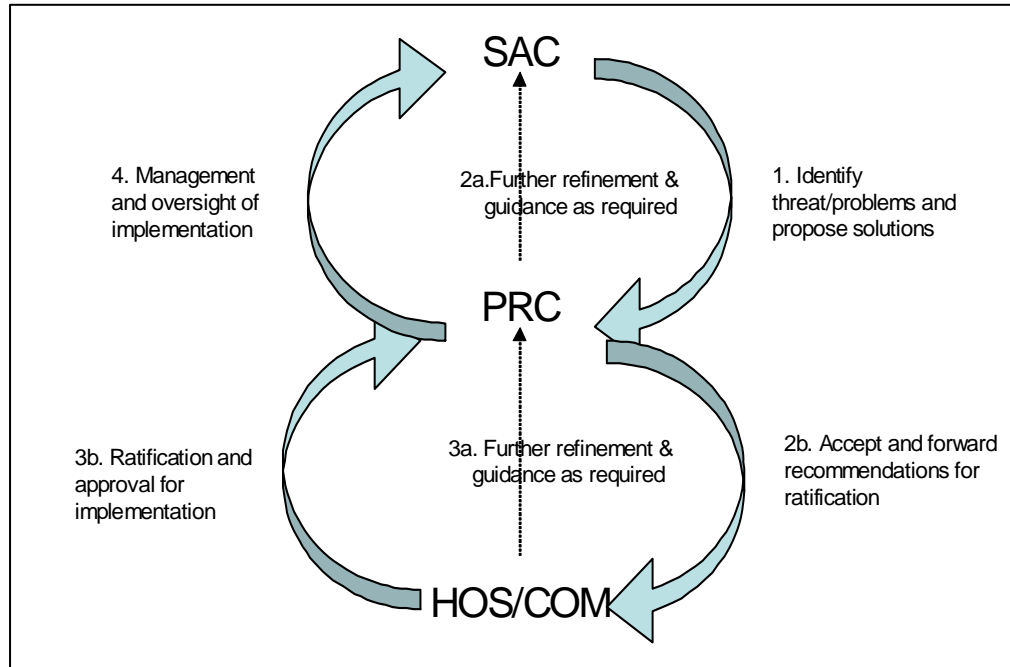 SAC
4. Management
and oversight of
implementation
2a.Further refinement &
guidance as required
1. Identify
threat/problems and
propose solutions
PRC
3b. Ratification and
approval for
implementation
3a. Further refinement &
guidance as required
2b. Accept and forward
recommendations for
ratification
HOS/COM